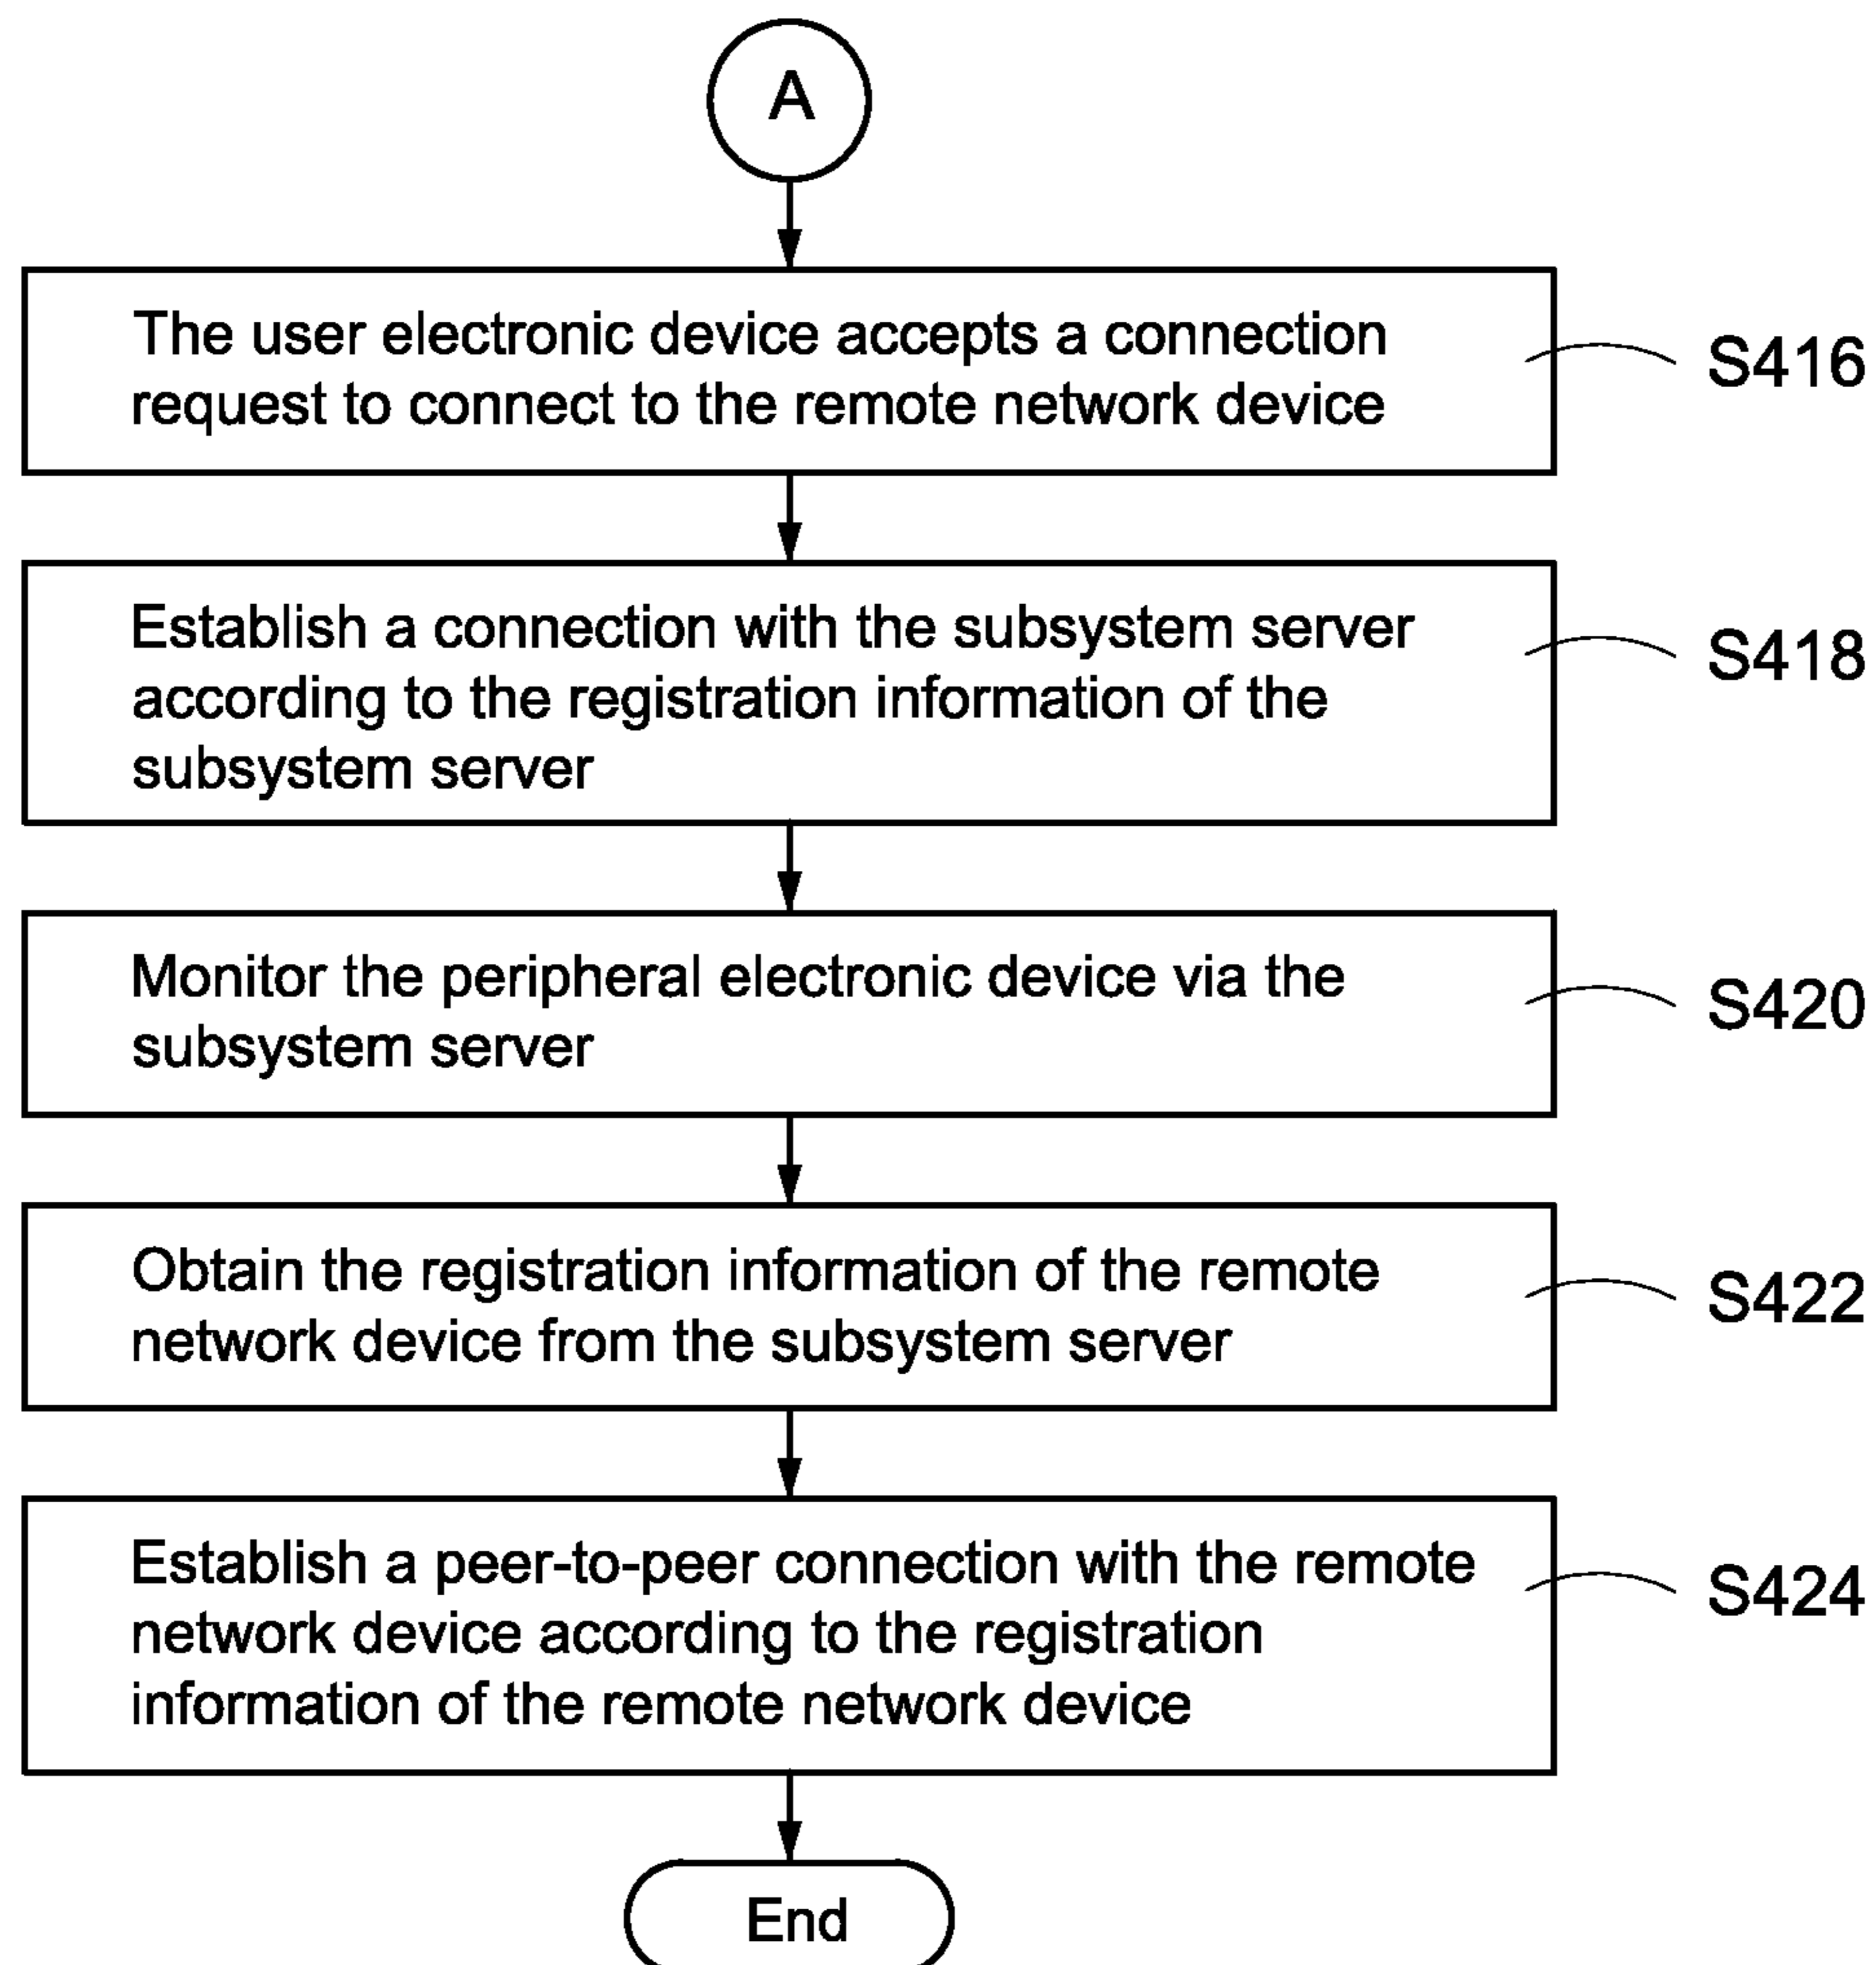 A
The user electronic device accepts a connection
request to connect to the remote network device
S416
Establish a connection with the subsystem server
according to the registration information of the
subsystem server
S418
Monitor the peripheral electronic device via the
subsystem server
S420
Obtain the registration information of the remote
network device from the subsystem server
S422
Establish a peer-to-peer connection with the remote
network device according to the registration
information of the remote network device
S424
End